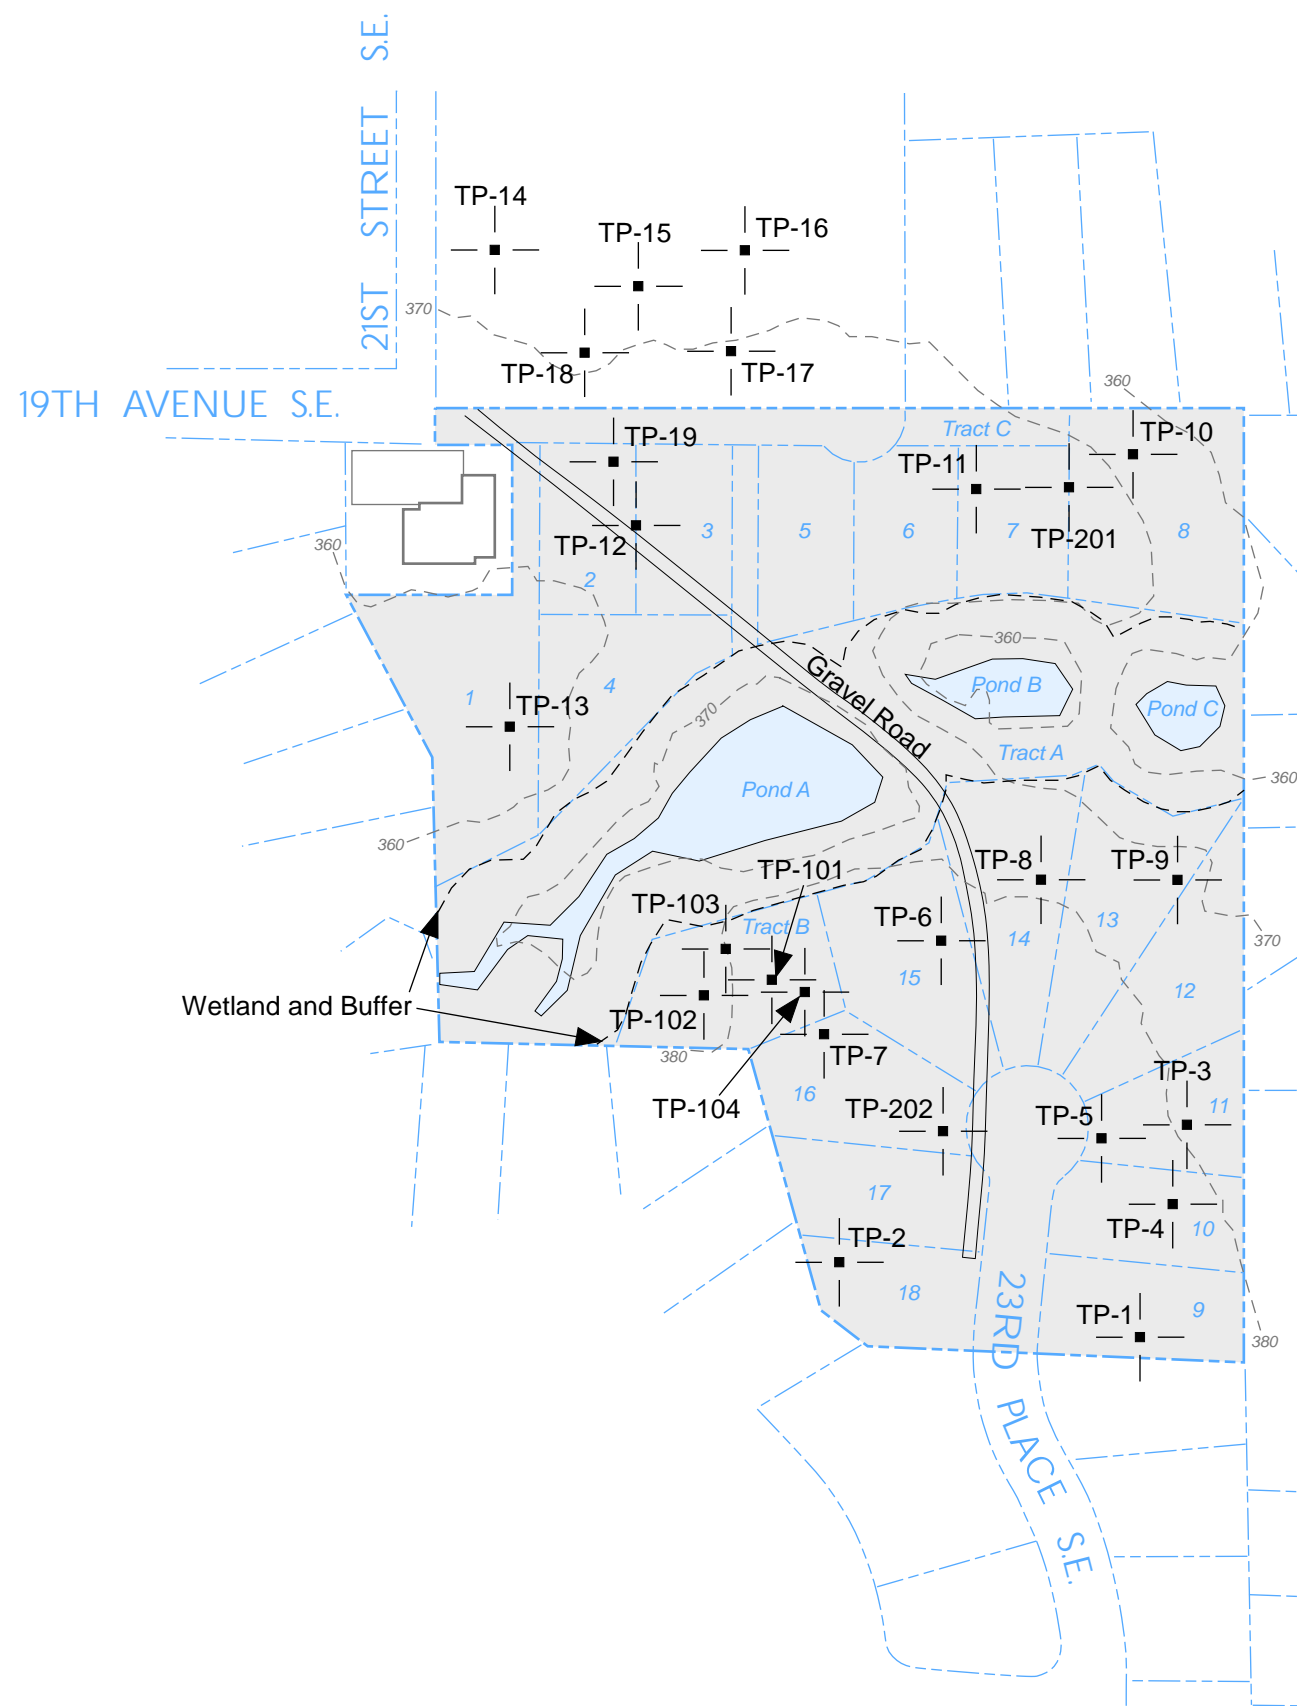 21ST STREET S.E.
TP-14
TP-15
TP-16
370
TP-18
TP-17
19TH AVENUE S.E.
360
Tract C
TP-19
TP-10
TP-11
3
5
6
7
8
TP-12
TP-201
360
2
360
Gravel Road
Pond B
4
1
370
Pond C
TP-13
Tract A
Pond A
360
360
TP-8
TP-9
TP-101
TP-103
TP-6
13
Tract B
14
370
15
12
Wetland and Buffer
TP-102
TP-7
380
TP-3
16
TP-104
TP-202
TP-5
11
17
TP-4
10
TP-2
18
9
TP-1
380
23RD PLACE S.E.